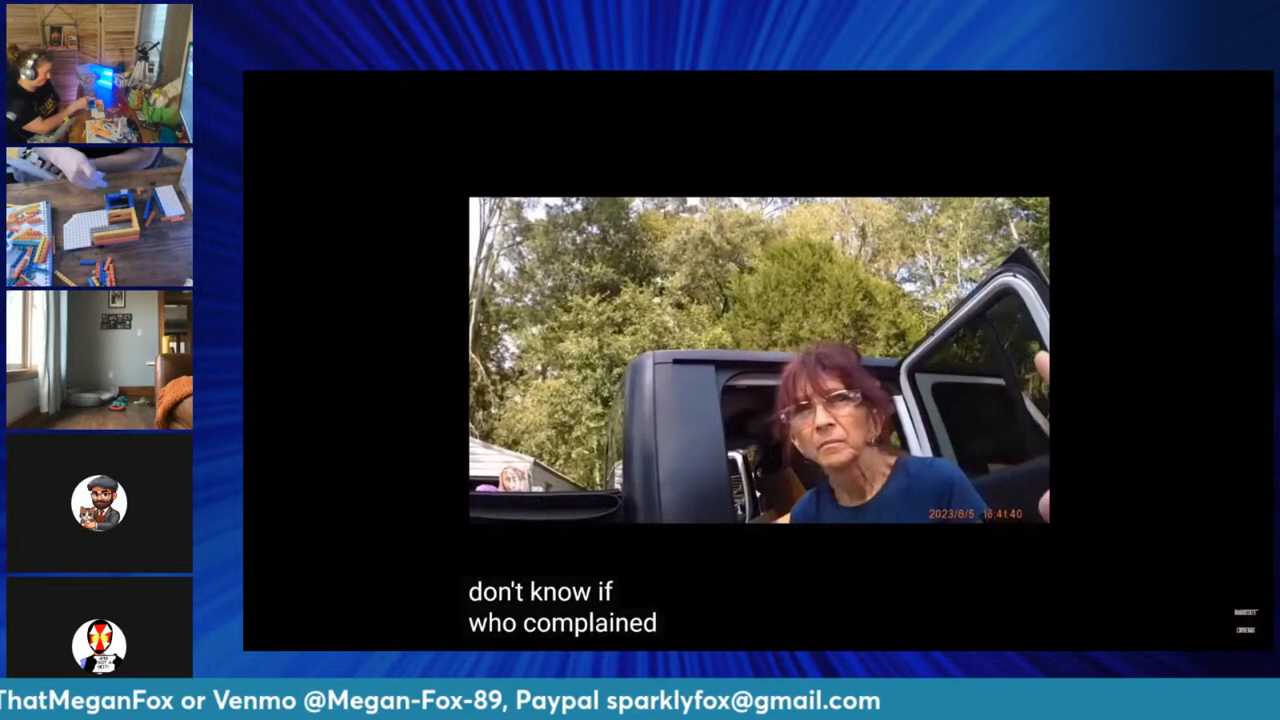 2023/6/5 16:41:40
don't know if
who complained
ThatMeganFox or Venmo @Megan-Fox-89, Paypal sparklyfox@gmail.com